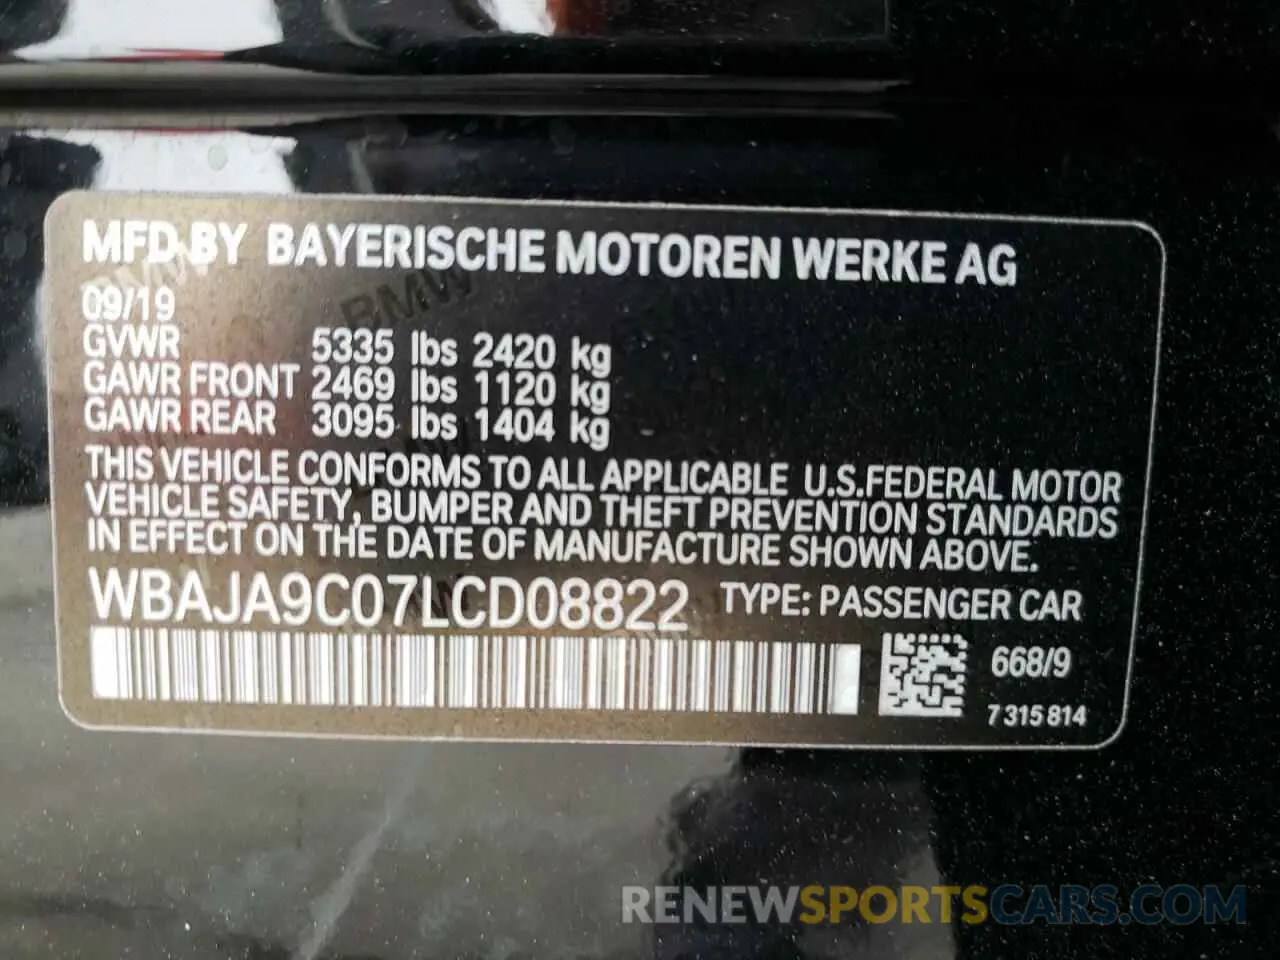 MFD BY BAYERISCHE MOTOREN WERKE AG
09/19
GVWR 5335 lbs 2420 kg
GAWR FRONT 2469 lbs 1120 kg
GAWR REAR 3095 lbs 1404 kg
THIS VEHICLE CONFORMS TO ALL APPLICABLE U.S.FEDERAL MOTOR
VEHICLE SAFETY, BUMPER AND THEFT PREVENTION STANDARDS
IN EFFECT ON THE DATE OF MANUFACTURE SHOWN ABOVE.
WBAJA9C07LCD08822 TYPE: PASSENGER CAR
668/9
7 315 814
BMW
BMW
RENEWSPORTSCARS.COM